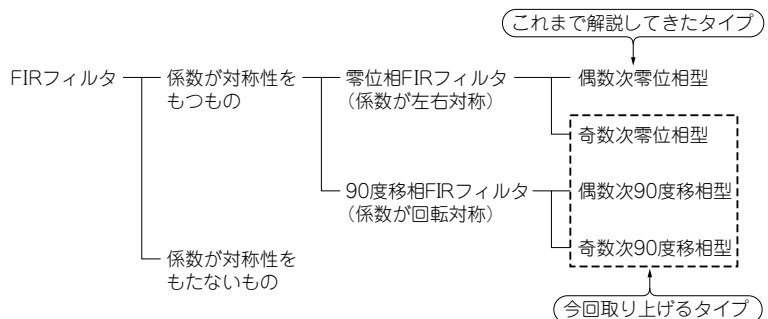 これまで解説してきたタイプ
FIRフィルタ
係数が対称性を
もつもの
零位相FIRフィルタ
（係数が左右対称）
偶数次零位相型
奇数次零位相型
90度移相FIRフィルタ
（係数が回転対称）
偶数次90度移相型
奇数次90度移相型
係数が対称性を
もたないもの
今回取り上げるタイプ